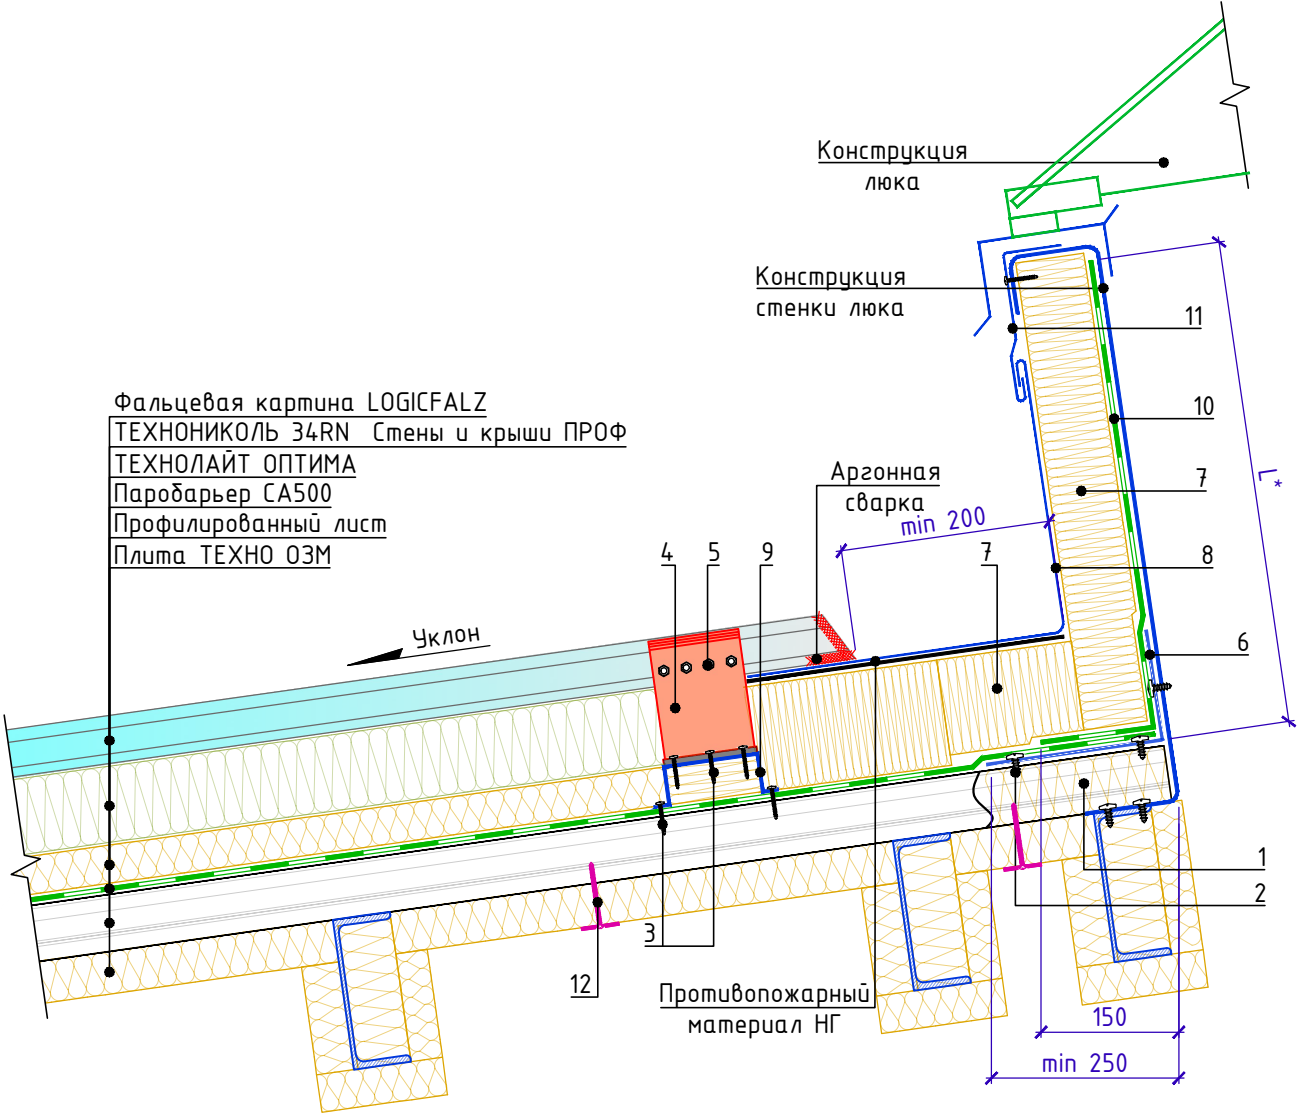 Конструкция
люка
Конструкция
стенки люка
11
10
7
8
6
L*
Фальцевая картина LOGICFALZ
ТЕХНОНИКОЛЬ 34RN Стены и крыши ПРОФ
ТЕХНОЛАЙТ ОПТИМА
Паробарьер СА500
Профилированный лист
Плита ТЕХНО ОЗМ
Аргонная
сварка
min 200
4
5
9
7
Уклон
1
2
3
12
Противопожарный
материал НГ
150
min 250